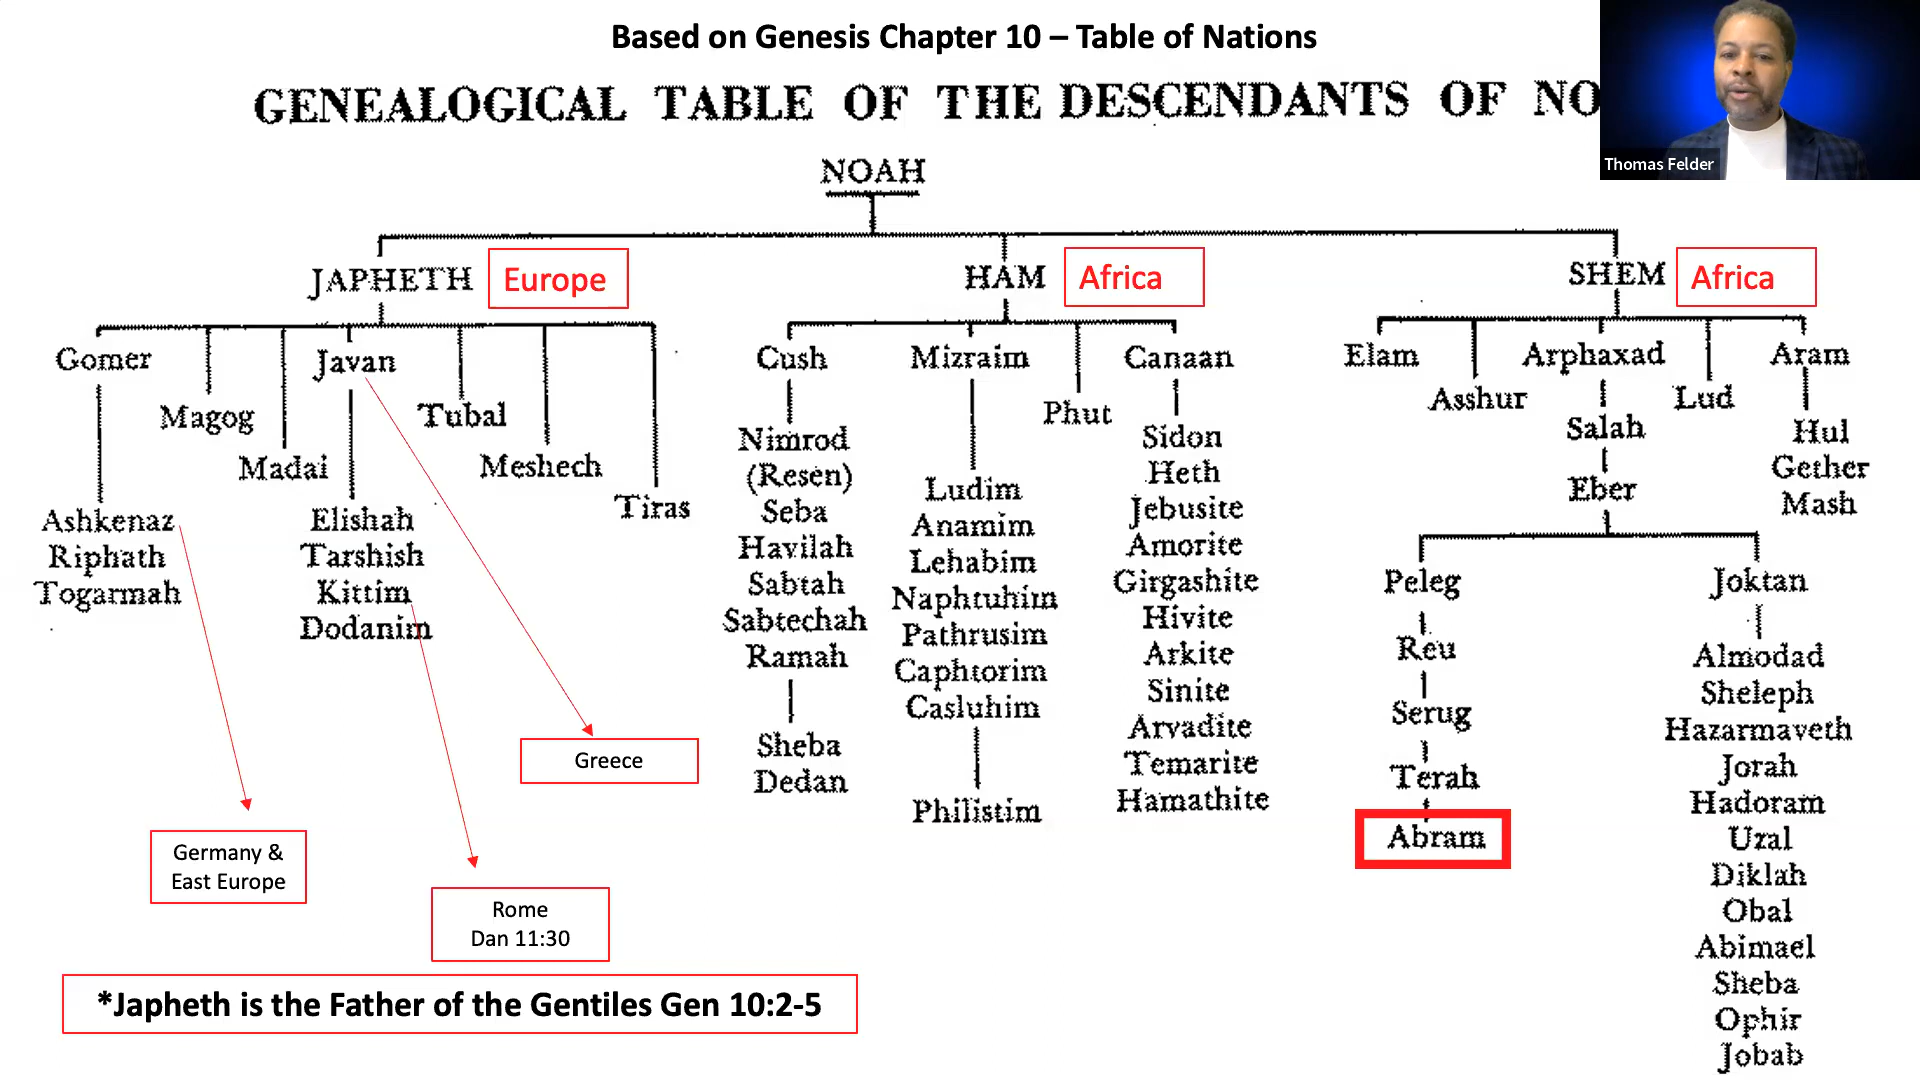 Based on Genesis Chapter 10 – Table of Nations
GENEALOGICAL TABLE OF THE DESCENDANTS OF NO
Thomas Felder
NOAH
JAPHETH
Europe
HAM
Africa
SHEM
Africa
Gomer
Magog
Madai
Javan
Tubal
Meshech
Tiras
Ashkenaz
Riphath
Togarmah
Elishah
Tarshish
Kittim
Dodanim
Greece
Germany &
East Europe
Rome
Dan 11:30
*Japheth is the Father of the Gentiles Gen 10:2-5
Cush
Nimrod
(Resen)
Seba
Havilah
Sabtah
Sabtechah
Ramah
Sheba
Dedan
Mizraim
Ludim
Anamim
Lehabim
Naphtuhim
Pathrusim
Caphtorim
Casluhim
Philistim
Phut
Canaan
Sidon
Heth
Jebusite
Amorite
Girgashite
Hivite
Arkite
Sinite
Arvadite
Temarite
Hamathite
Elam
Asshur
Arphaxad
Salah
Eber
Lud
Aram
Hul
Gether
Mash
Peleg
Reu
Serug
Terah
Abram
Joktan
Almodad
Sheleph
Hazarmaveth
Jorah
Hadoram
Uzal
Diklah
Obal
Abimael
Sheba
Ophir
Jobab